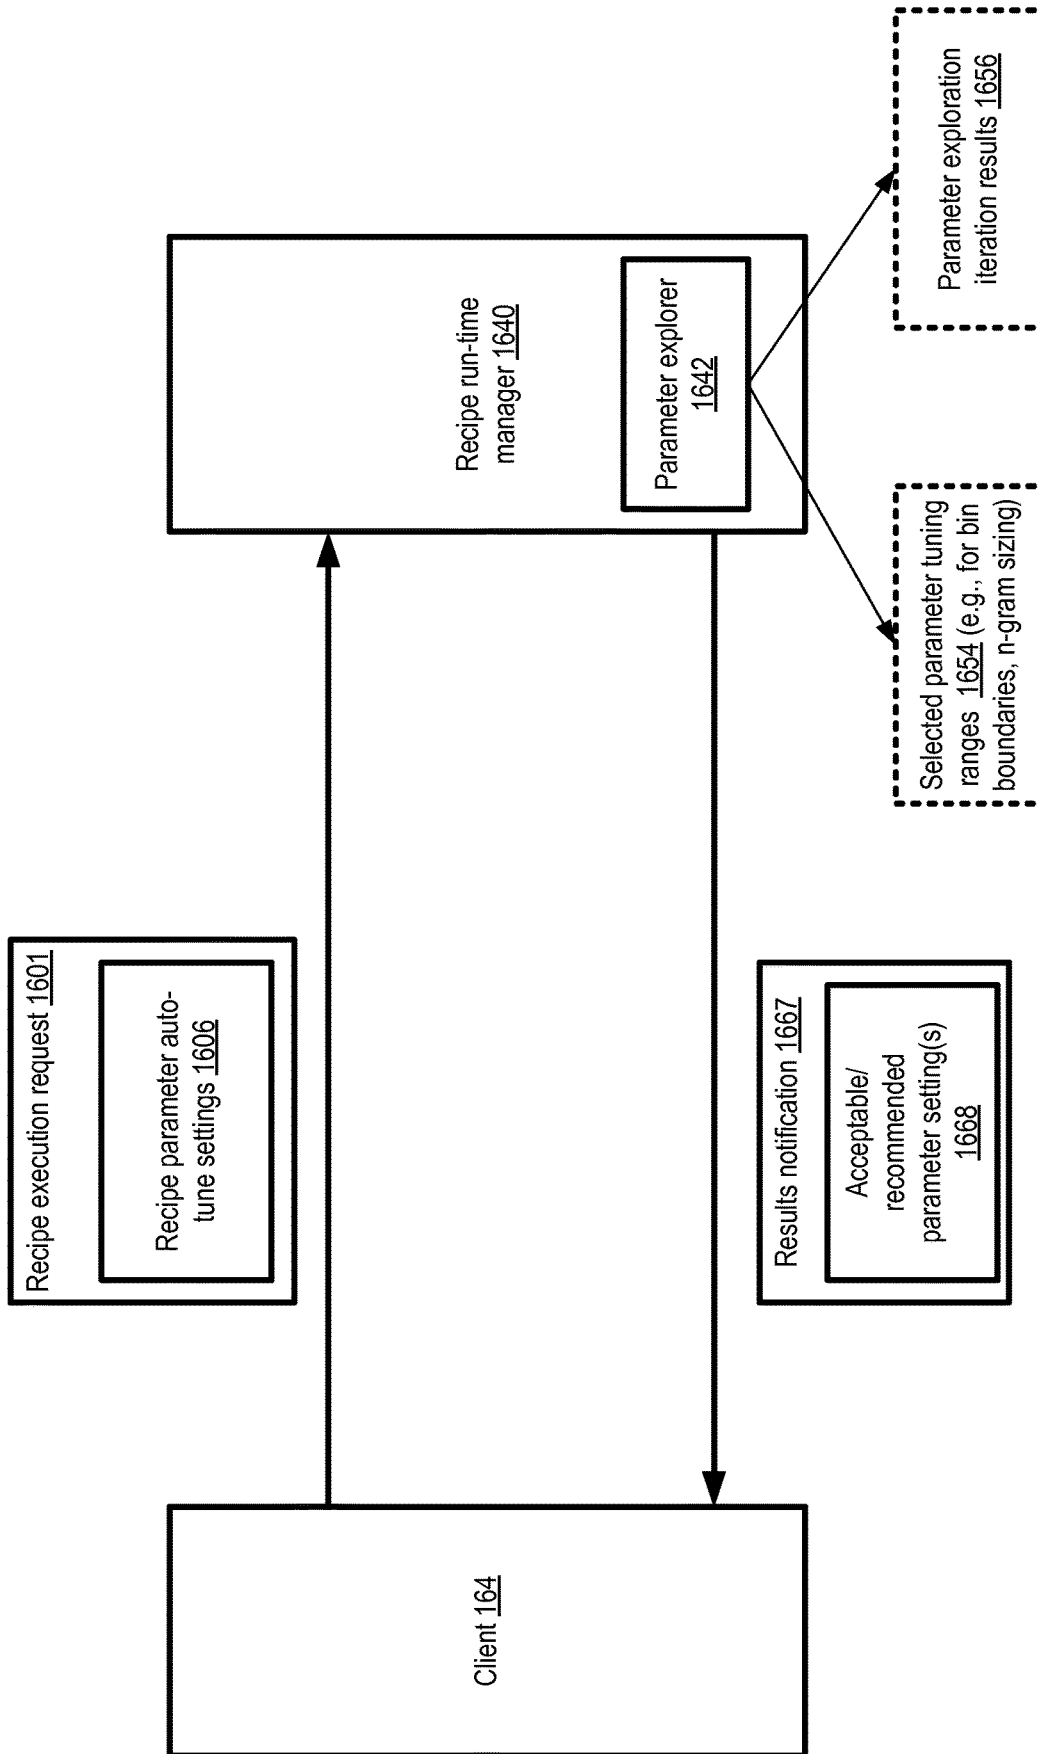 Recipe execution request 1601
Recipe parameter auto-
tune settings 1606
Client 164
Recipe run-time
manager 1640
Parameter explorer
1642
Results notification 1667
Acceptable/
recommended
parameter setting(s)
1668
Selected parameter tuning
ranges 1654 (e.g., for bin
boundaries, n-gram sizing)
Parameter exploration
iteration results 1656